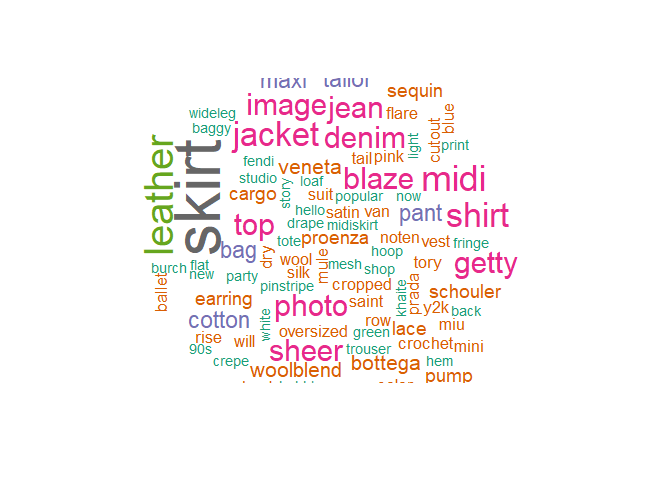 maxi tailor
sequin
image jean
wideleg
flare
blue
baggy
jacket
denim
light
cutout
print
leather
skirt
fendi
veneta
tail
pink
studio
story
loaf
blaze
midi
cargo
suit
popular
now
hello
satin
van
pant
shirt
top
drape
midiskirt
bag
tote
proenza
noten
vest
fringe
dry
wool
mule
mesh
hoop
shop
tory
getty
burch
flat
new
party
silk
cropped
khaite
prada
schouler
ballet
pinstripe
earring
photo
saint
y2k
back
cotton
white
oversized
row
green
lace
miu
rise
will
sheer
trouser
crochet
mini
90s
crepe
woolblend
bottega
hem
pump